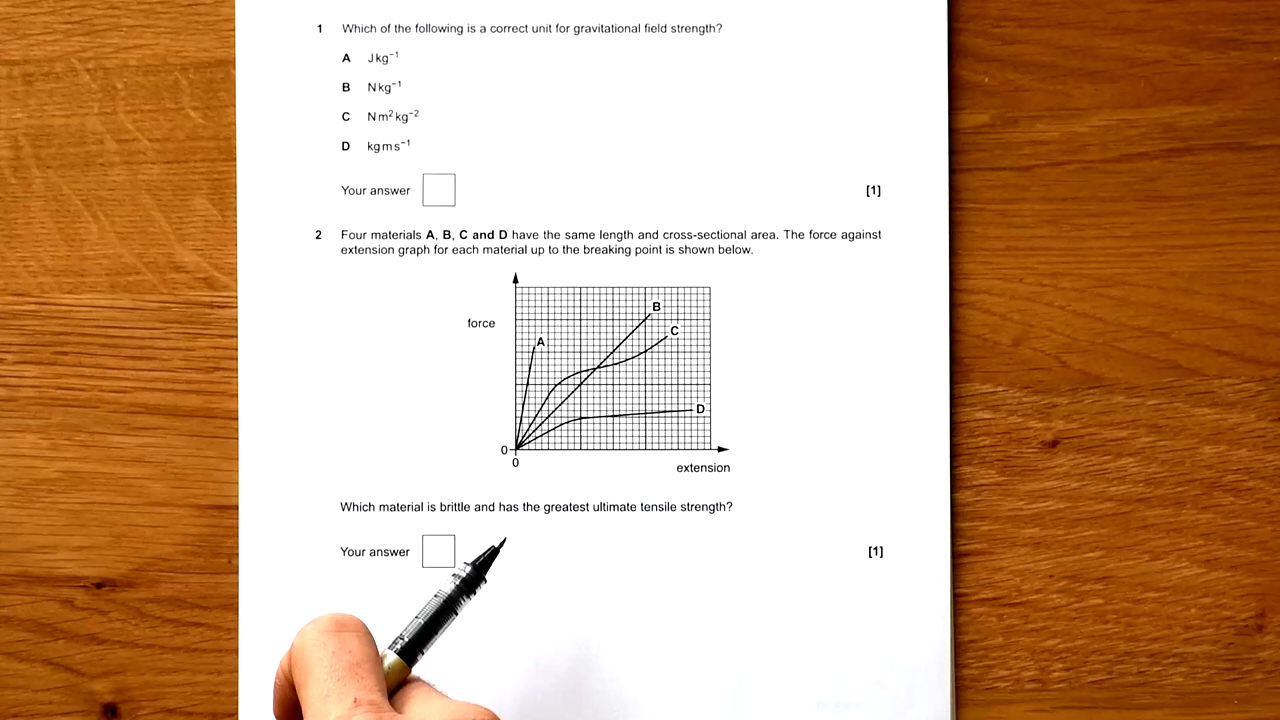 1 Which of the following is a correct unit for gravitational field strength?
A J kg⁻¹
B N kg⁻¹
C N m² kg⁻²
D kg m s⁻¹
Your answer [1]
2 Four materials A, B, C and D have the same length and cross-sectional area. The force against
extension graph for each material up to the breaking point is shown below.
force
A
B
C
D
0
0
extension
Which material is brittle and has the greatest ultimate tensile strength?
Your answer [1]